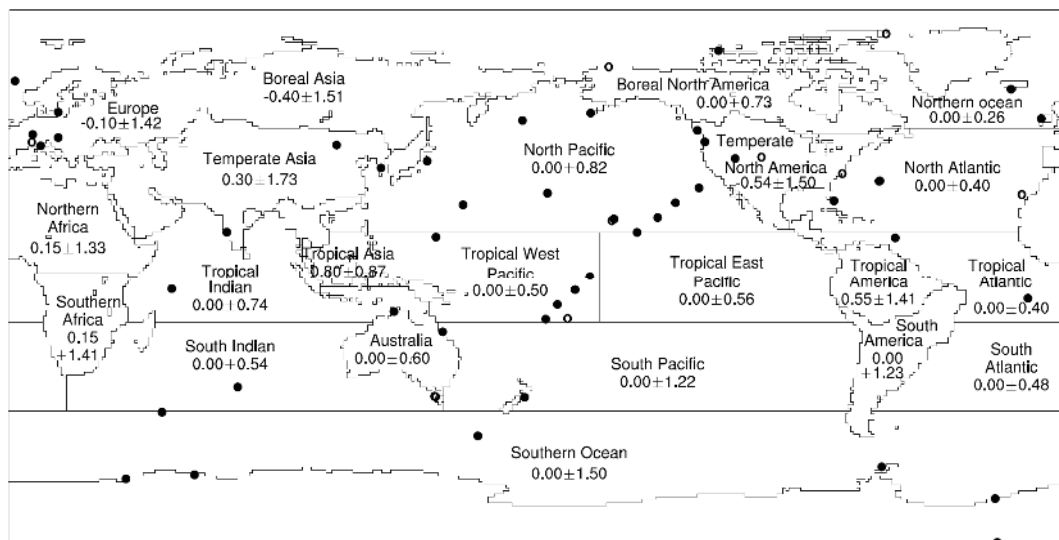 Boreal Asia
-0.40±1.51
Boreal North America
0.00±0.73
Europe
-0.10±1.42
Northern ocean
0.00±0.26
Temperate Asia
0.30±1.73
North Pacific
0.00±0.82
Temperate
North America
0.54±1.50
North Atlantic
0.00±0.40
Northern
Africa
0.15±1.33
Tropical Asia
0.80±0.87
Tropical West
Pacific
0.00±0.50
Tropical East
Pacific
0.00±0.56
Tropical
America
0.55±1.41
Tropical
Atlantic
0.00±0.40
Tropical
Indian
0.00±0.74
Southern
Africa
0.15
±1.41
South Indian
0.00±0.54
Australia
0.00±0.60
South Pacific
0.00±1.22
South
America
0.00
±1.23
South
Atlantic
0.00±0.48
Southern Ocean
0.00±1.50